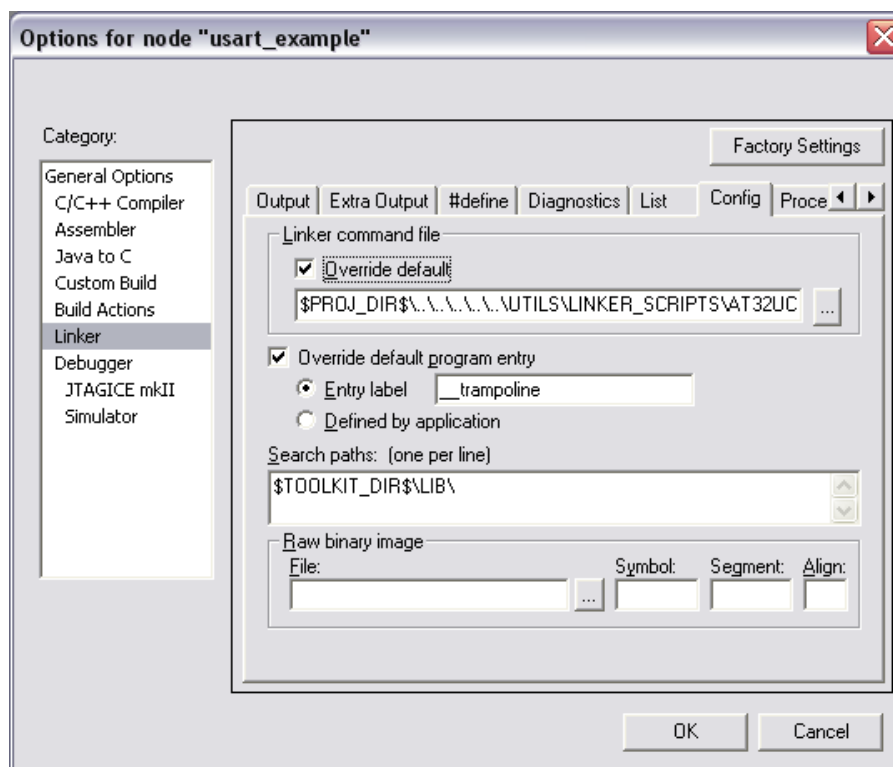 Options for node "usart_example"
Category:
General Options
C/C++ Compiler
Assembler
Java to C
Custom Build
Build Actions
Linker
Debugger
JTAGICE mkII
Simulator
Factory Settings
Output Extra Output #define Diagnostics List Config Proce
Linker command file
Override default
$PROJ_DIR$\..\..\..\..\..\UTILS\LINKER_SCRIPTS\AT32UC ...
Override default program entry
Entry label __trampoline
Defined by application
Search paths: (one per line)
$TOOLKIT_DIR$\LIB\
Raw binary image
File: Symbol: Segment: Align:
...
OK Cancel